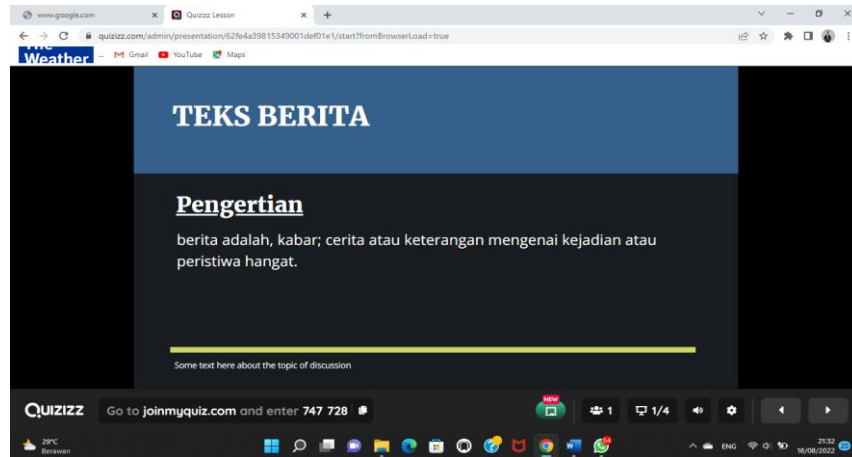 www.google.com
Quizizz Lesson
quizizz.com/admin/presentation/62fe4a39815349001def01e1/start?fromBrowserLoad=true
Weather
Gmail YouTube Maps
TEKS BERITA
Pengertian
berita adalah, kabar; cerita atau keterangan mengenai kejadian atau
peristiwa hangat.
Some text here about the topic of discussion
QUIZIZZ Go to joinmyquiz.com and enter 747 728 NEW 1 1/4
29°C
Berawan
ENG
21:32
18/08/2022